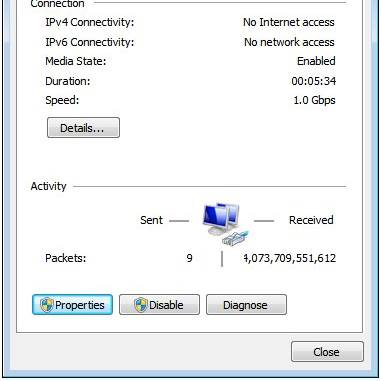 Connection
IPv4 Connectivity: No Internet access
IPv6 Connectivity: No network access
Media State: Enabled
Duration: 00:05:34
Speed: 1.0 Gbps
Details...
Activity
Sent Received
Packets: 9 4,073,709,551,612
Properties Disable Diagnose
Close